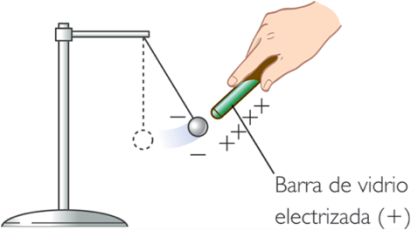 − 
−
+ + + +
Barra de vidrio
electrizada (+)